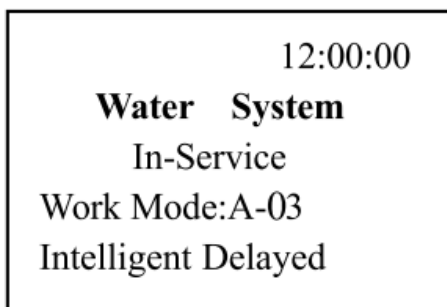 12:00:00
Water System
In-Service
Work Mode:A-03
Intelligent Delayed